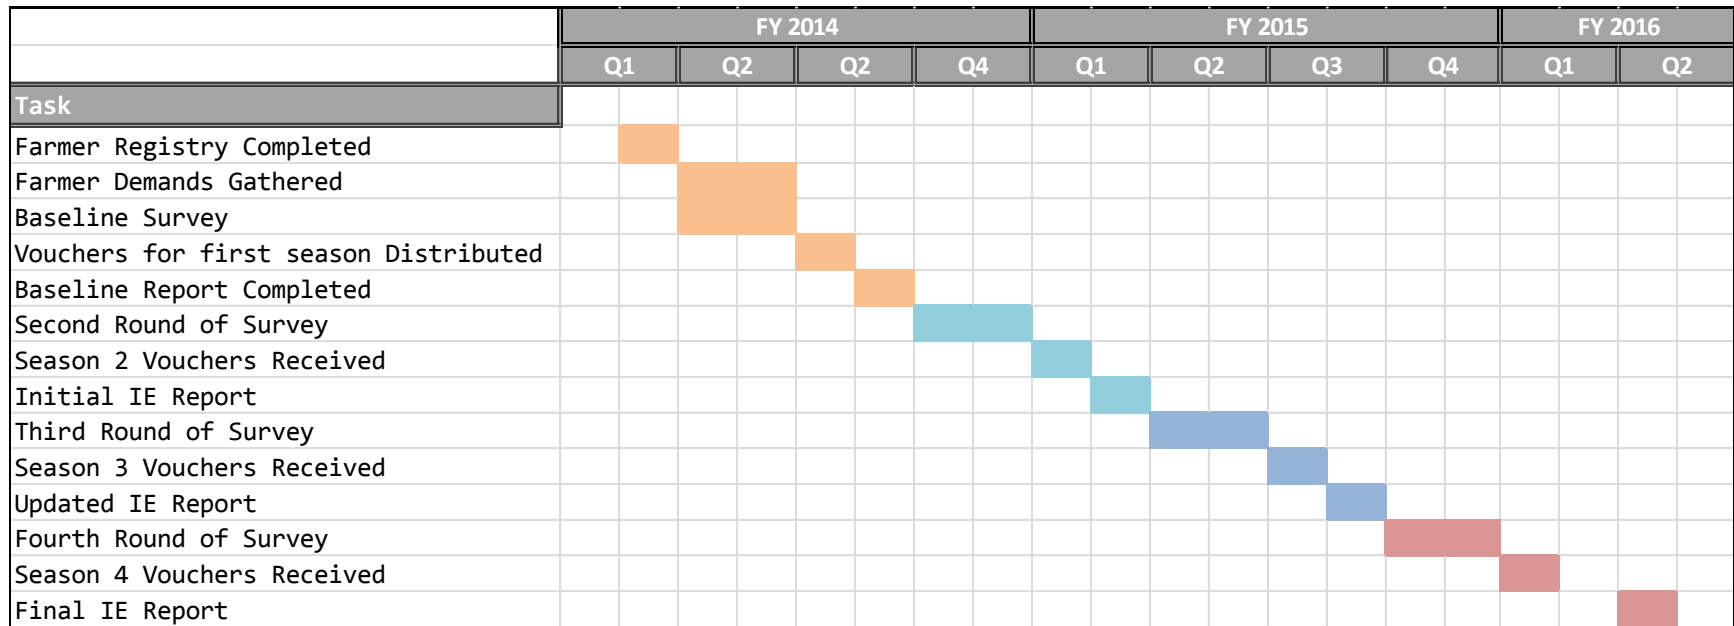 FY 2014 FY 2015 FY 2016
Q1 Q2 Q2 Q4 Q1 Q2 Q3 Q4 Q1 Q2
Task
Farmer Registry Completed
Farmer Demands Gathered
Baseline Survey
Vouchers for first season Distributed
Baseline Report Completed
Second Round of Survey
Season 2 Vouchers Received
Initial IE Report
Third Round of Survey
Season 3 Vouchers Received
Updated IE Report
Fourth Round of Survey
Season 4 Vouchers Received
Final IE Report